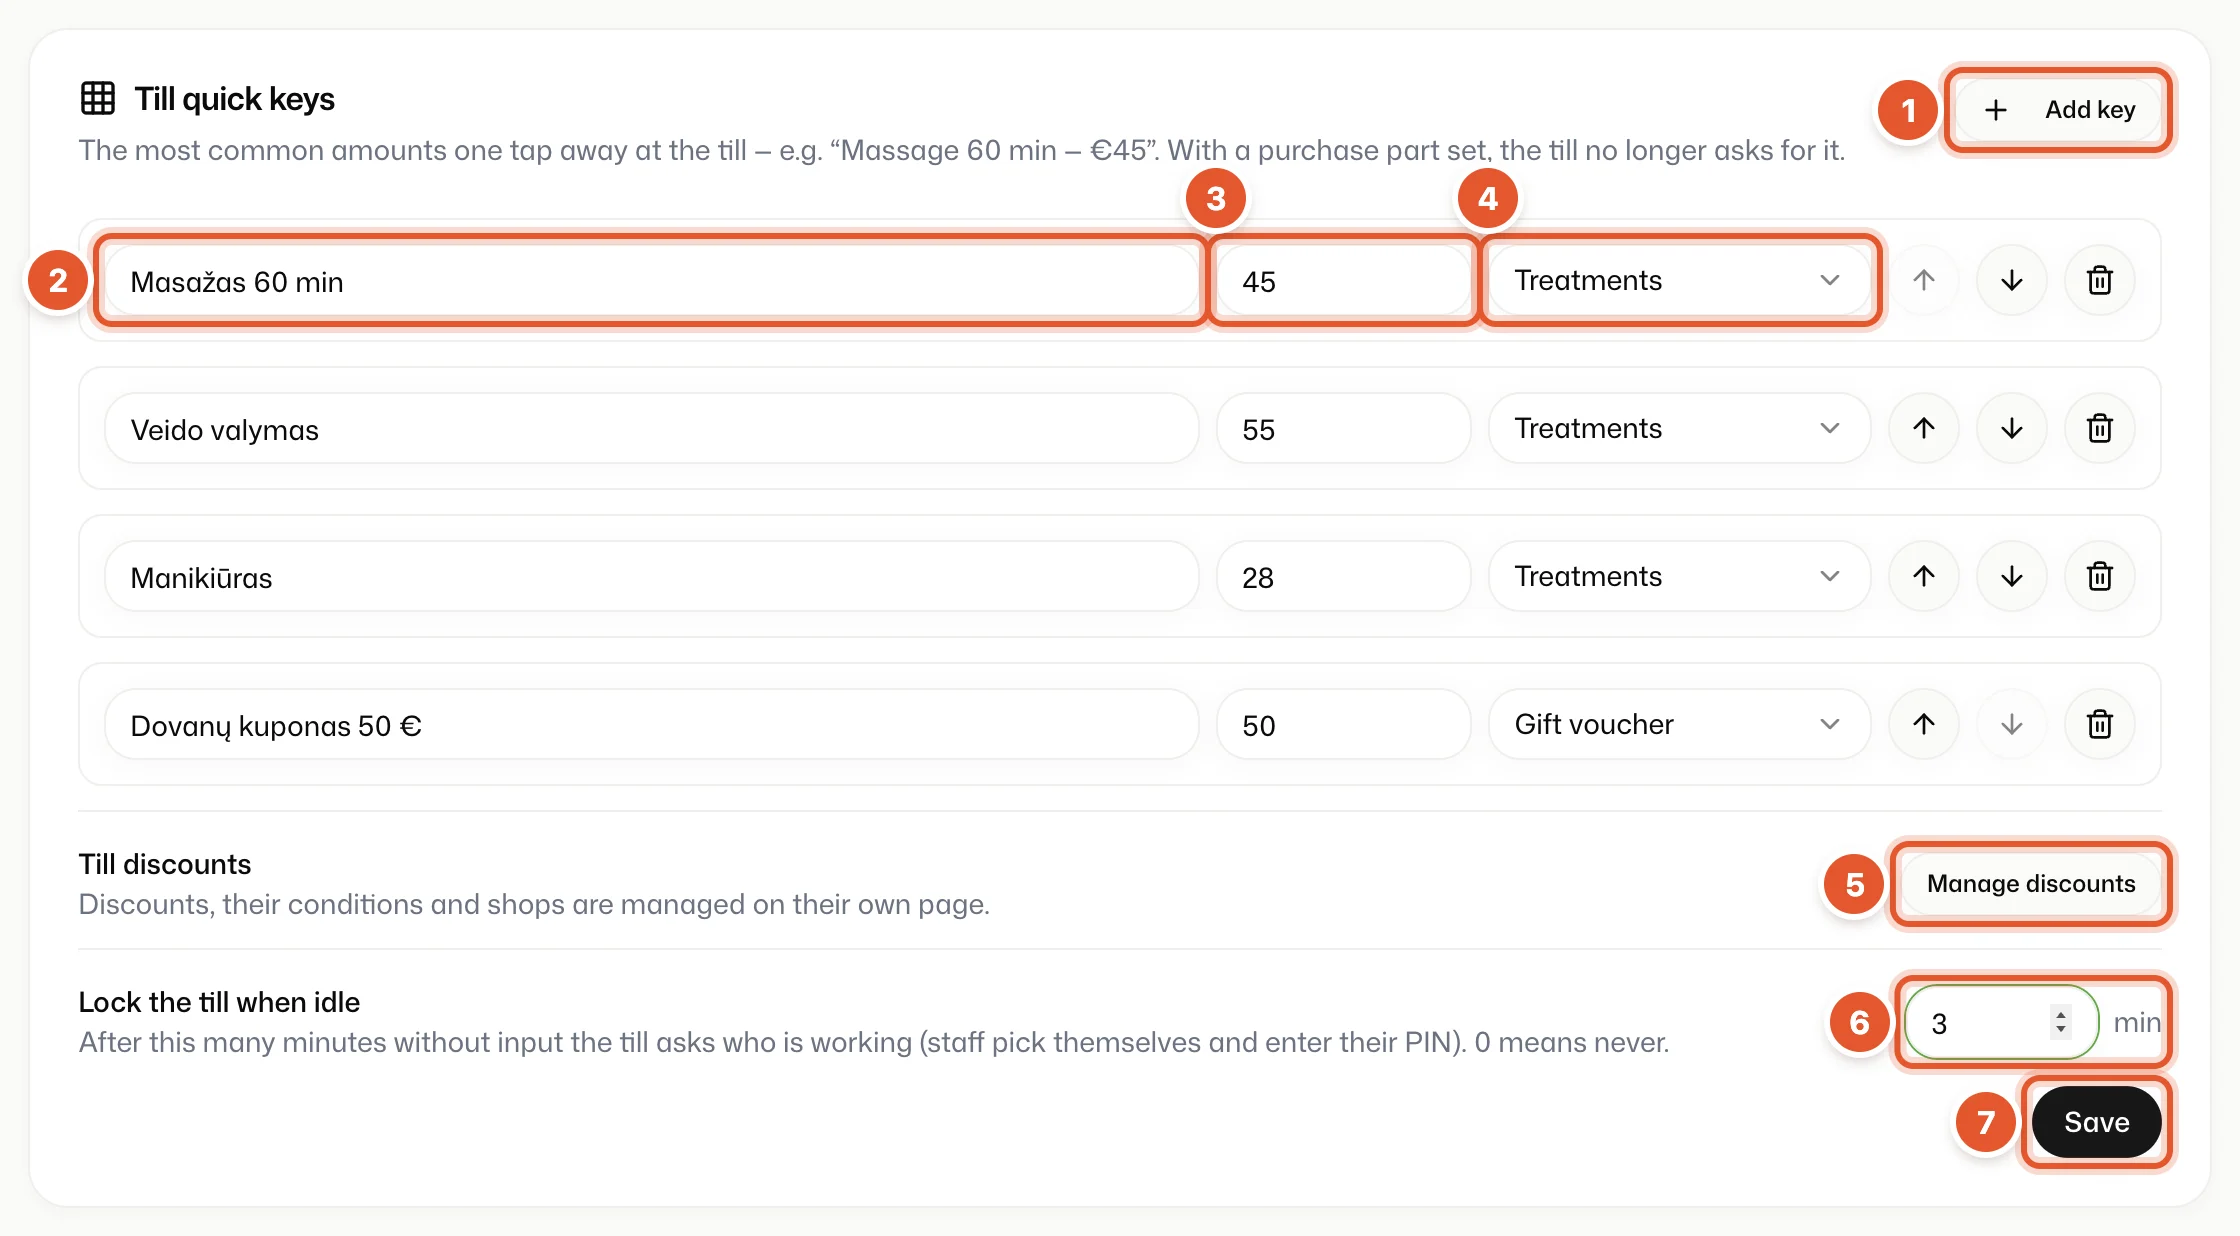 Till quick keys
1
Add key
The most common amounts one tap away at the till – e.g. “Massage 60 min – €45”. With a purchase part set, the till no longer asks for it.
3
4
2
Masažas 60 min
45
Treatments
Veido valymas
55
Treatments
Manikiūras
28
Treatments
Dovanų kuponas 50 €
50
Gift voucher
Till discounts
Discounts, their conditions and shops are managed on their own page.
5
Manage discounts
Lock the till when idle
After this many minutes without input the till asks who is working (staff pick themselves and enter their PIN). 0 means never.
6
3
min
7
Save